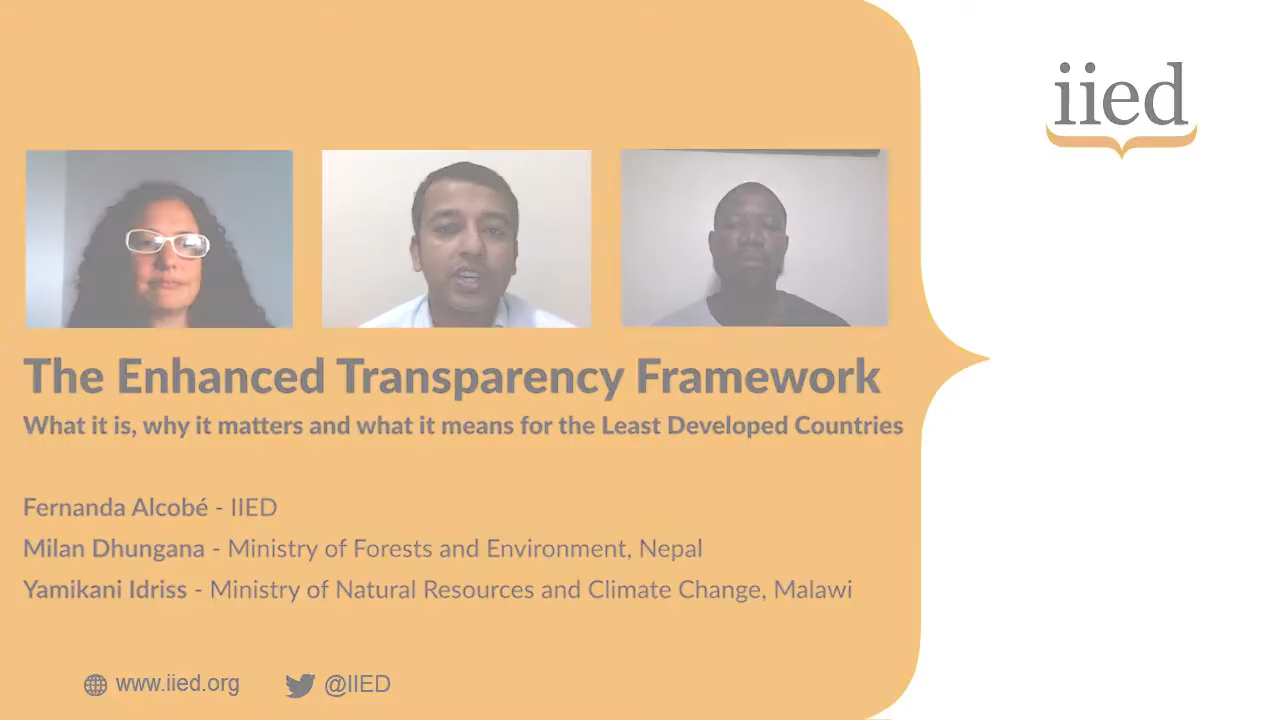 iied
The Enhanced Transparency Framework
What it is, why it matters and what it means for the Least Developed Countries
Fernanda Alcobé - IIED
Milan Dhungana - Ministry of Forests and Environment, Nepal
Yamikani Idriss - Ministry of Natural Resources and Climate Change, Malawi
www.iied.org @IIED